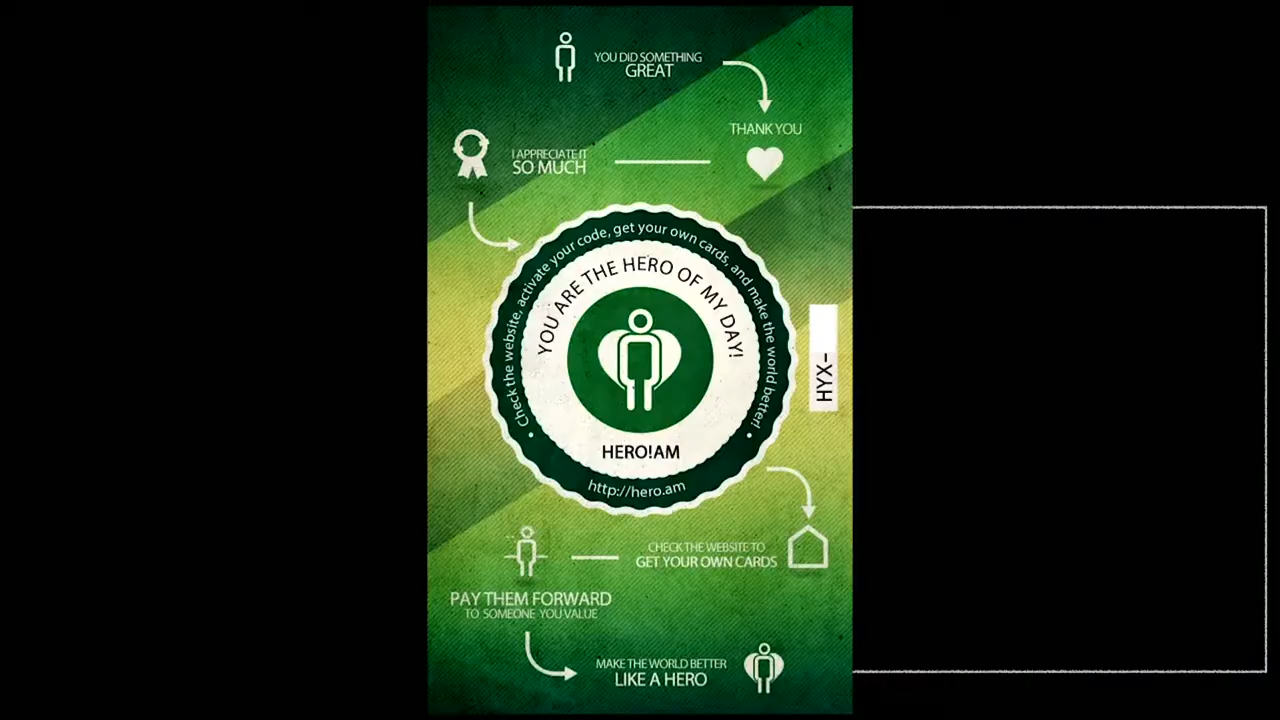 YOU DID SOMETHING
GREAT
THANK YOU
I APPRECIATE IT
SO MUCH
• Check the website, activate your code, get your own cards, and make the world better! •
YOU ARE THE HERO OF MY DAY!
HYX-
HERO!AM
http://hero.am
CHECK THE WEBSITE TO
GET YOUR OWN CARDS
PAY THEM FORWARD
TO SOMEONE YOU VALUE
MAKE THE WORLD BETTER
LIKE A HERO